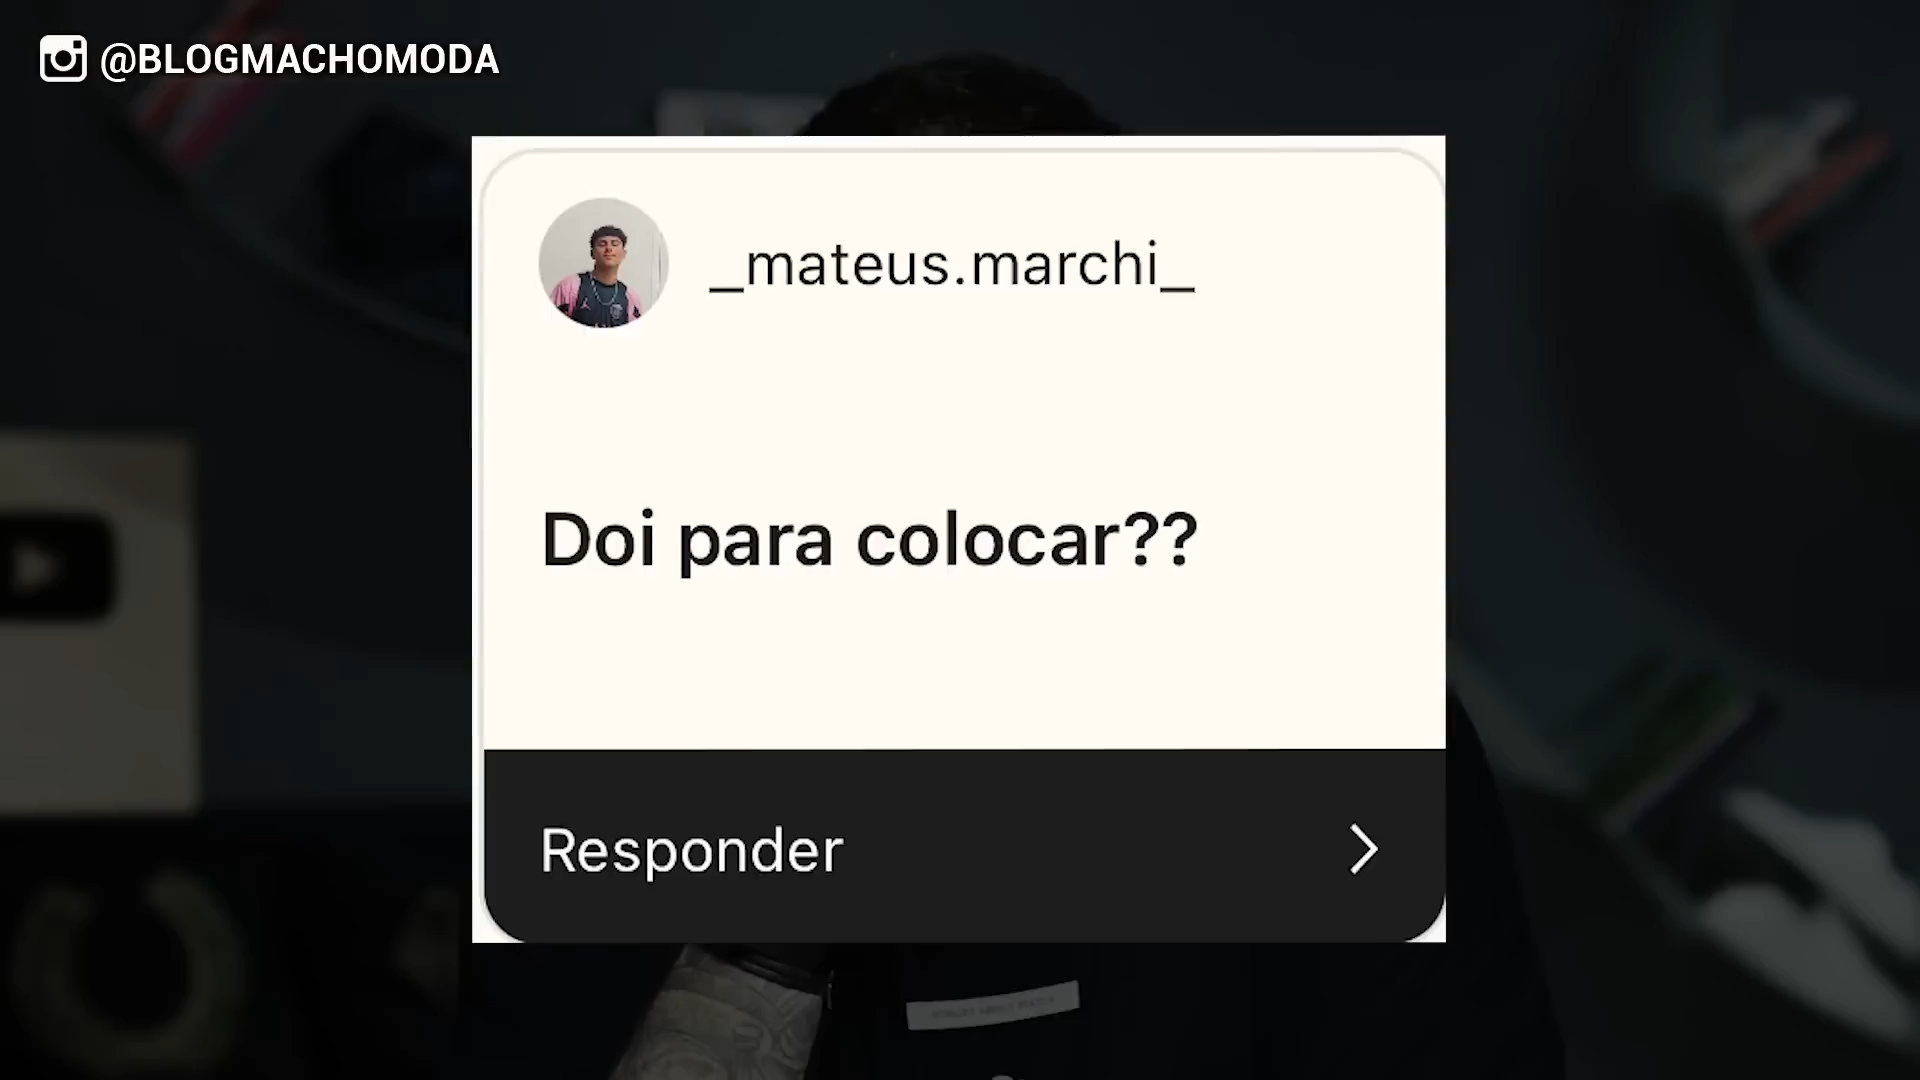 @BLOGMACHOMODA
_mateus.marchi_
Doi para colocar??
Responder